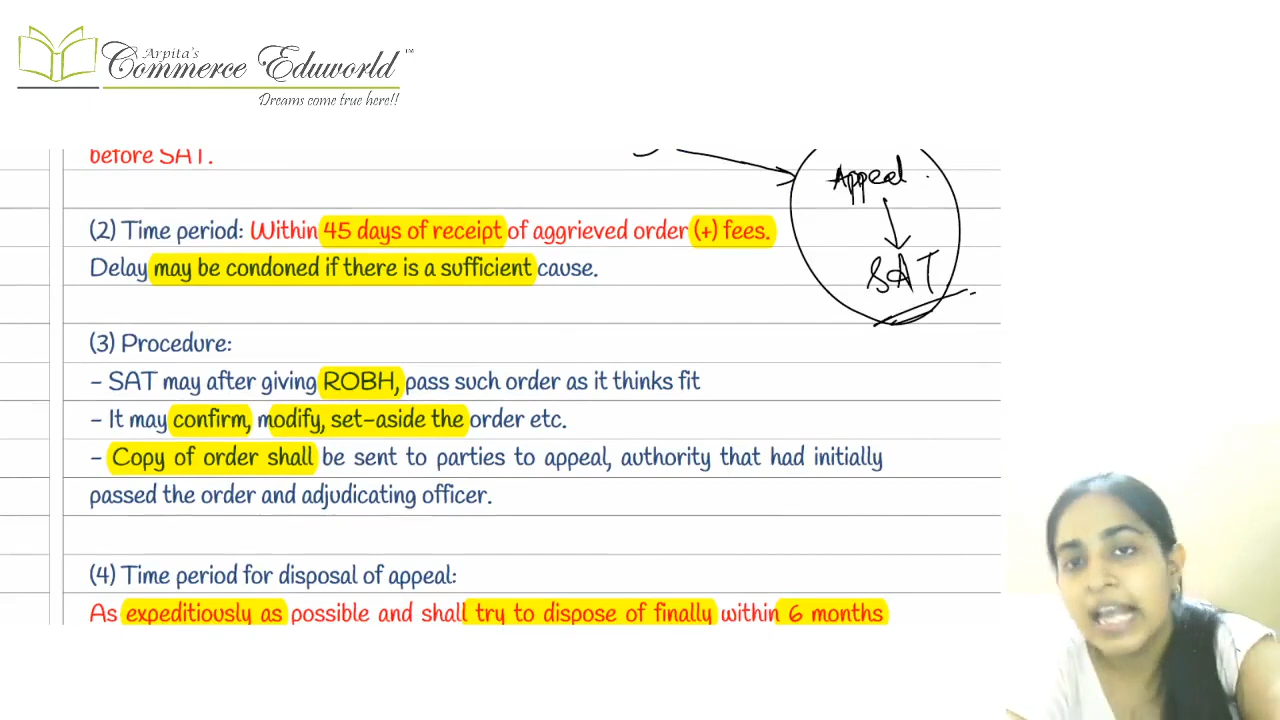 Arpita's
Commerce Eduworld™
Dreams come true here!!
before SAT.
Appeal
SAT
(2) Time period: Within 45 days of receipt of aggrieved order (+) fees.
Delay may be condoned if there is a sufficient cause.
(3) Procedure:
- SAT may after giving ROBH, pass such order as it thinks fit
- It may confirm, modify, set-aside the order etc.
- Copy of order shall be sent to parties to appeal, authority that had initially
passed the order and adjudicating officer.
(4) Time period for disposal of appeal:
As expeditiously as possible and shall try to dispose of finally within 6 months